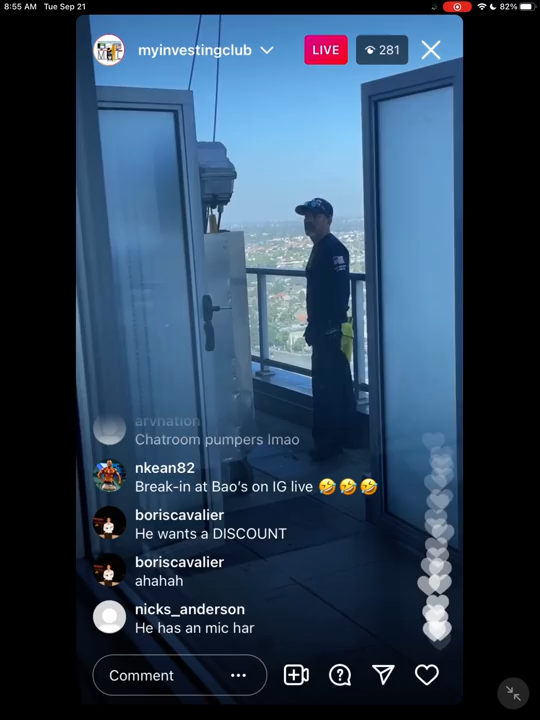 8:55 AM Tue Sep 21
82%
myinvestingclub
LIVE
281
arvnation
Chatroom pumpers lmao
nkean82
Break-in at Bao's on IG live 🤣🤣🤣
boriscavalier
He wants a DISCOUNT
boriscavalier
ahahah
nicks_anderson
He has an mic har
Comment